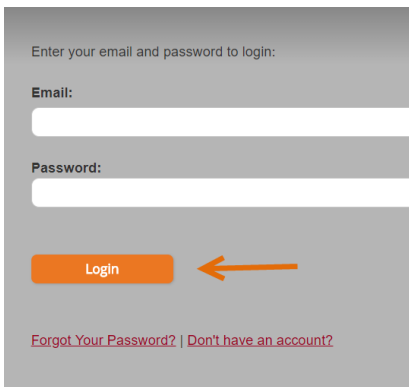 Enter your email and password to login:
Email:
Password:
Login
Forgot Your Password? | Don't have an account?